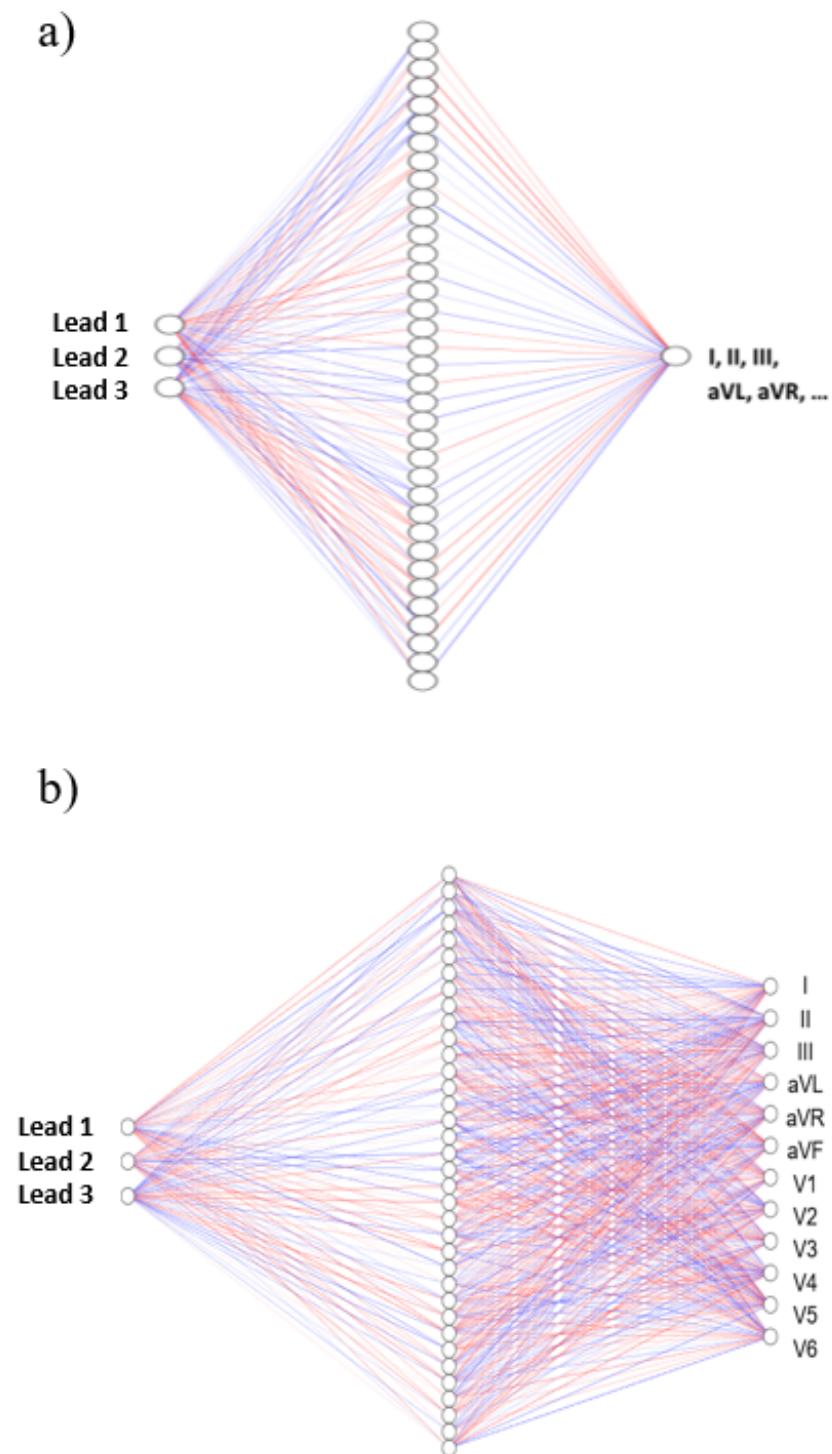 a)
Lead 1
Lead 2
Lead 3
I, II, III,
aVL, aVR, ...
b)
Lead 1
Lead 2
Lead 3
I
II
III
aVL
aVR
aVF
V1
V2
V3
V4
V5
V6